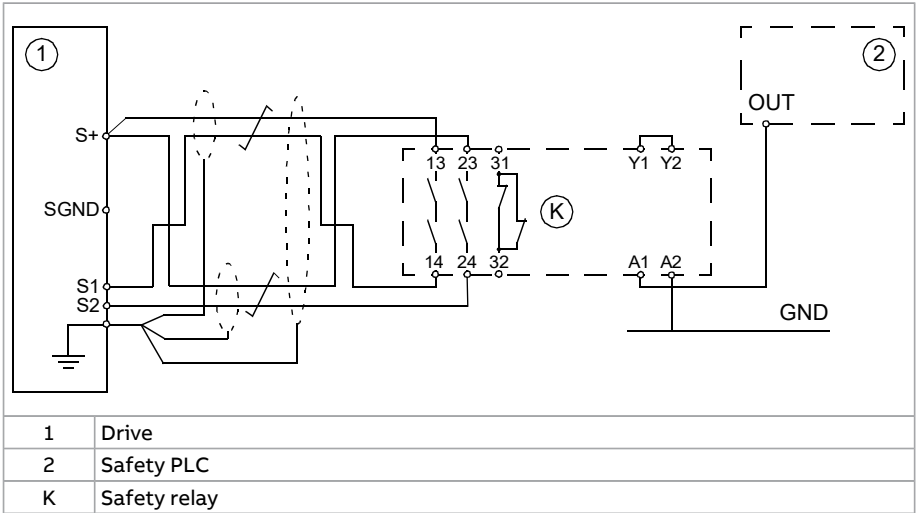 1
2
OUT
S+
13 23 31
Y1 Y2
SGND
K
14 24 32
A1 A2
S1
S2
GND
1 Drive
2 Safety PLC
K Safety relay